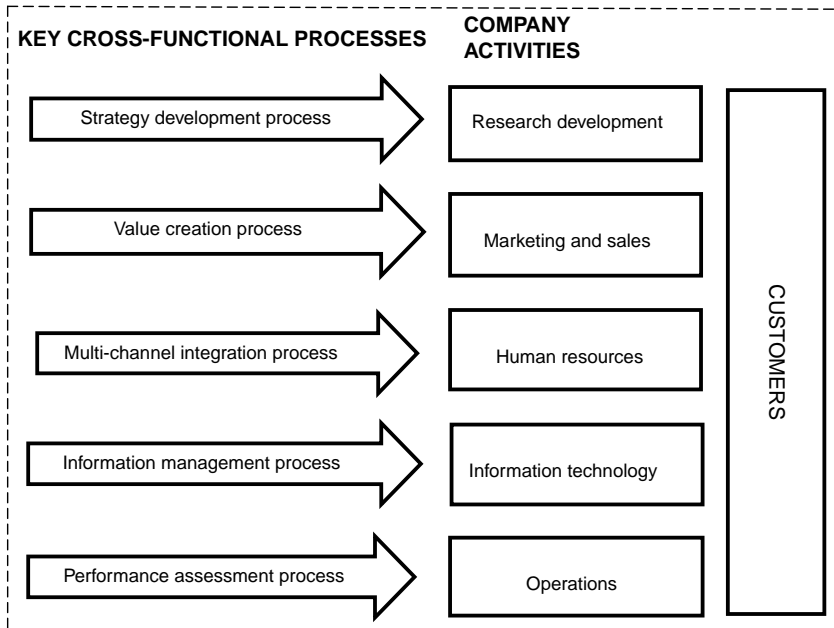 KEY CROSS-FUNCTIONAL PROCESSES
COMPANY
ACTIVITIES
Strategy development process
Research development
Value creation process
Marketing and sales
Multi-channel integration process
Human resources
Information management process
Information technology
Performance assessment process
Operations
CUSTOMERS